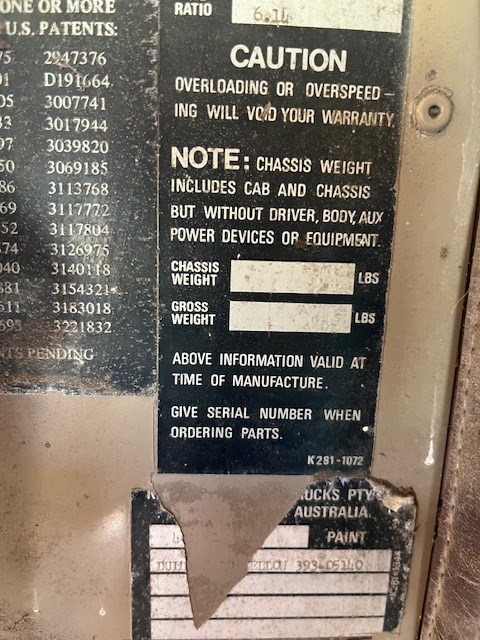 ONE OR MORE
U.S. PATENTS:
2947376
D191664
3007741
3017944
3039820
3069185
3113768
3117772
3117804
3126975
3140118
3154321
3183018
3221832
PENDING
RATIO 6.14
CAUTION
OVERLOADING OR OVERSPEED-
ING WILL VOID YOUR WARRANTY
NOTE: CHASSIS WEIGHT
INCLUDES CAB AND CHASSIS
BUT WITHOUT DRIVER, BODY, AUX
POWER DEVICES OR EQUIPMENT.
CHASSIS
WEIGHT LBS
GROSS
WEIGHT LBS
ABOVE INFORMATION VALID AT
TIME OF MANUFACTURE.
GIVE SERIAL NUMBER WHEN
ORDERING PARTS.
K281-1072
PTY
AUSTRALIA.
PAINT
393-05140